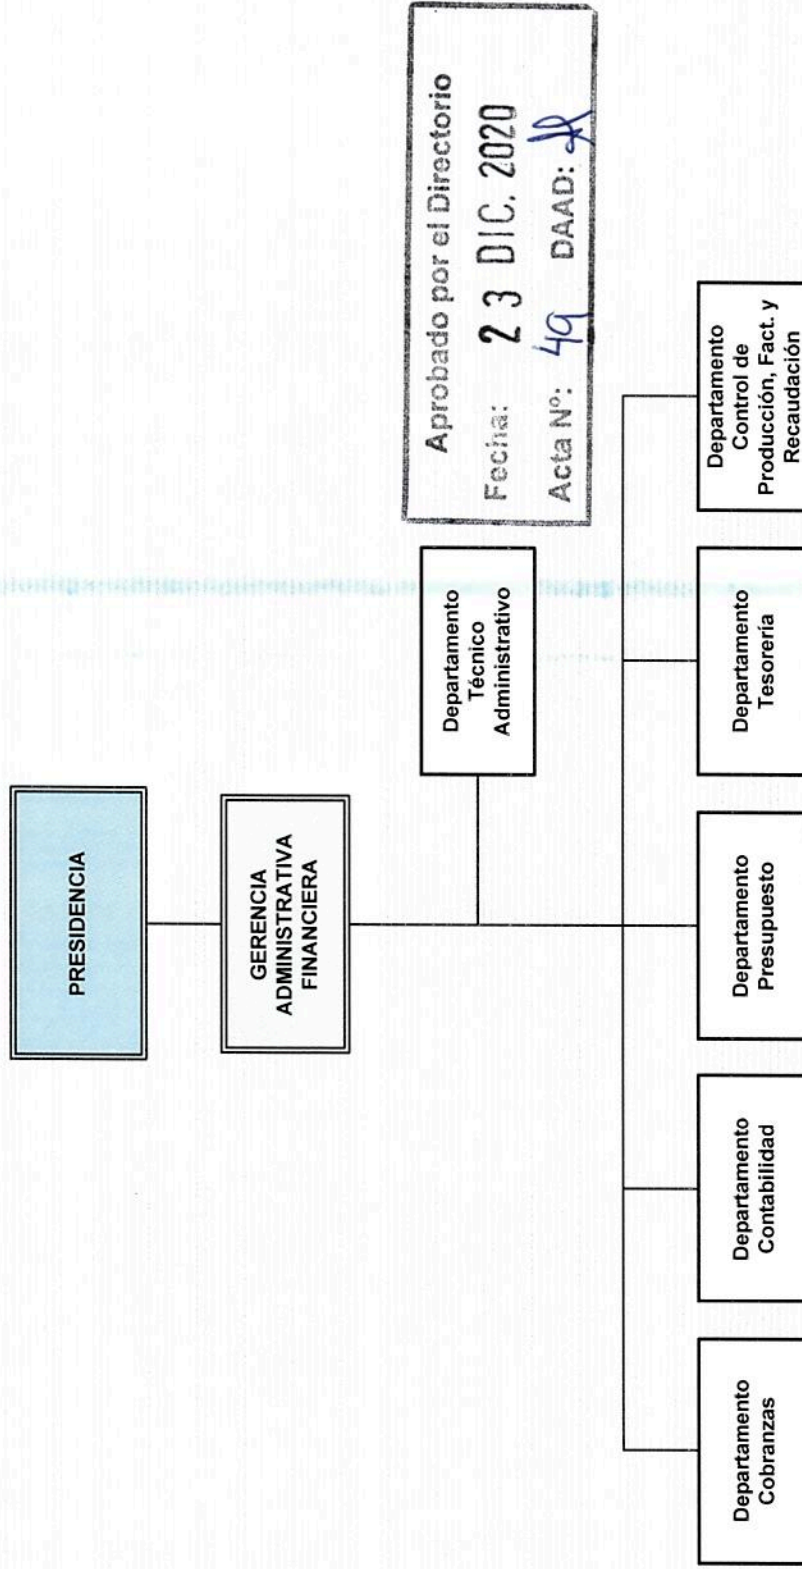 PRESIDENCIA
GERENCIA
ADMINISTRATIVA
FINANCIERA
Aprobado por el Directorio
Fecha: 23 DIC. 2020
Acta Nº: 49 DAAD:
Departamento
Técnico
Administrativo
Departamento
Cobranzas
Departamento
Contabilidad
Departamento
Presupuesto
Departamento
Tesorería
Departamento
Control de
Producción, Fact. y
Recaudación